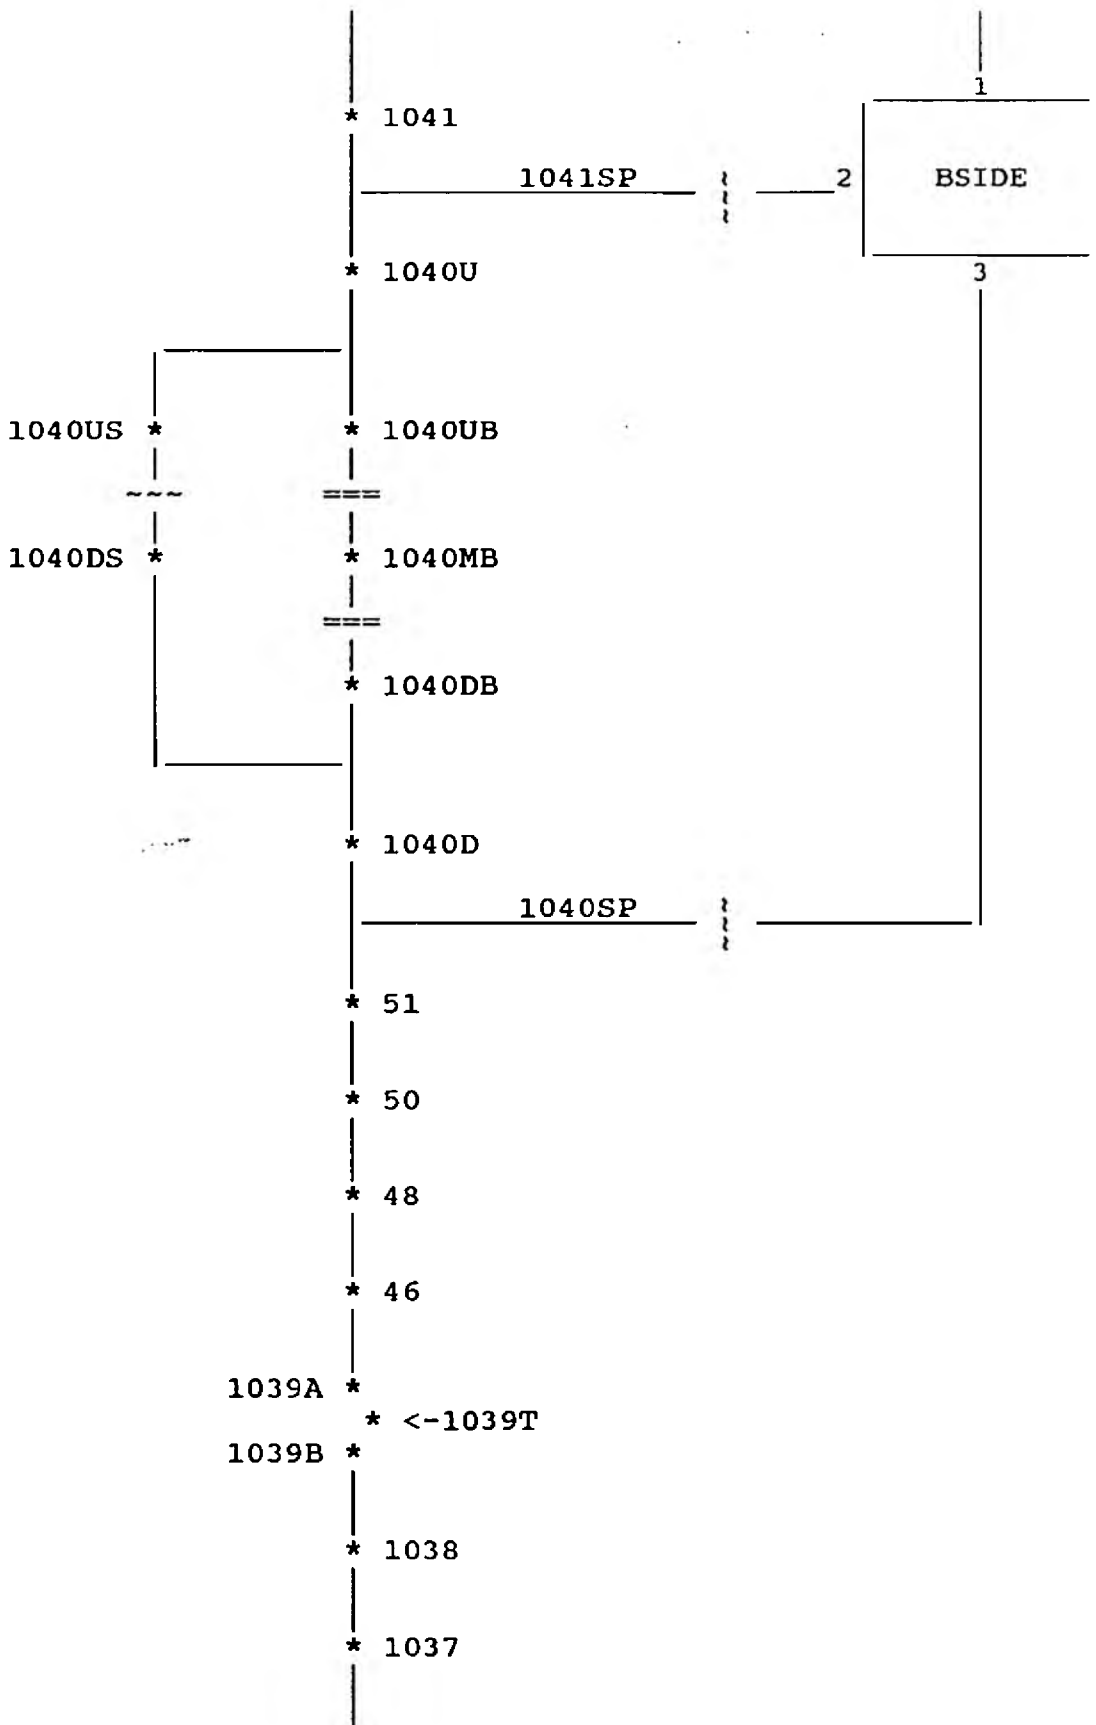 1
* 1041
1041SP
2
BSIDE
* 1040U
3
1040US *
* 1040UB
~~~
===
1040DS *
* 1040MB
===
* 1040DB
* 1040D
1040SP
* 51
* 50
* 48
* 46
1039A *
* <-1039T
1039B *
* 1038
* 1037